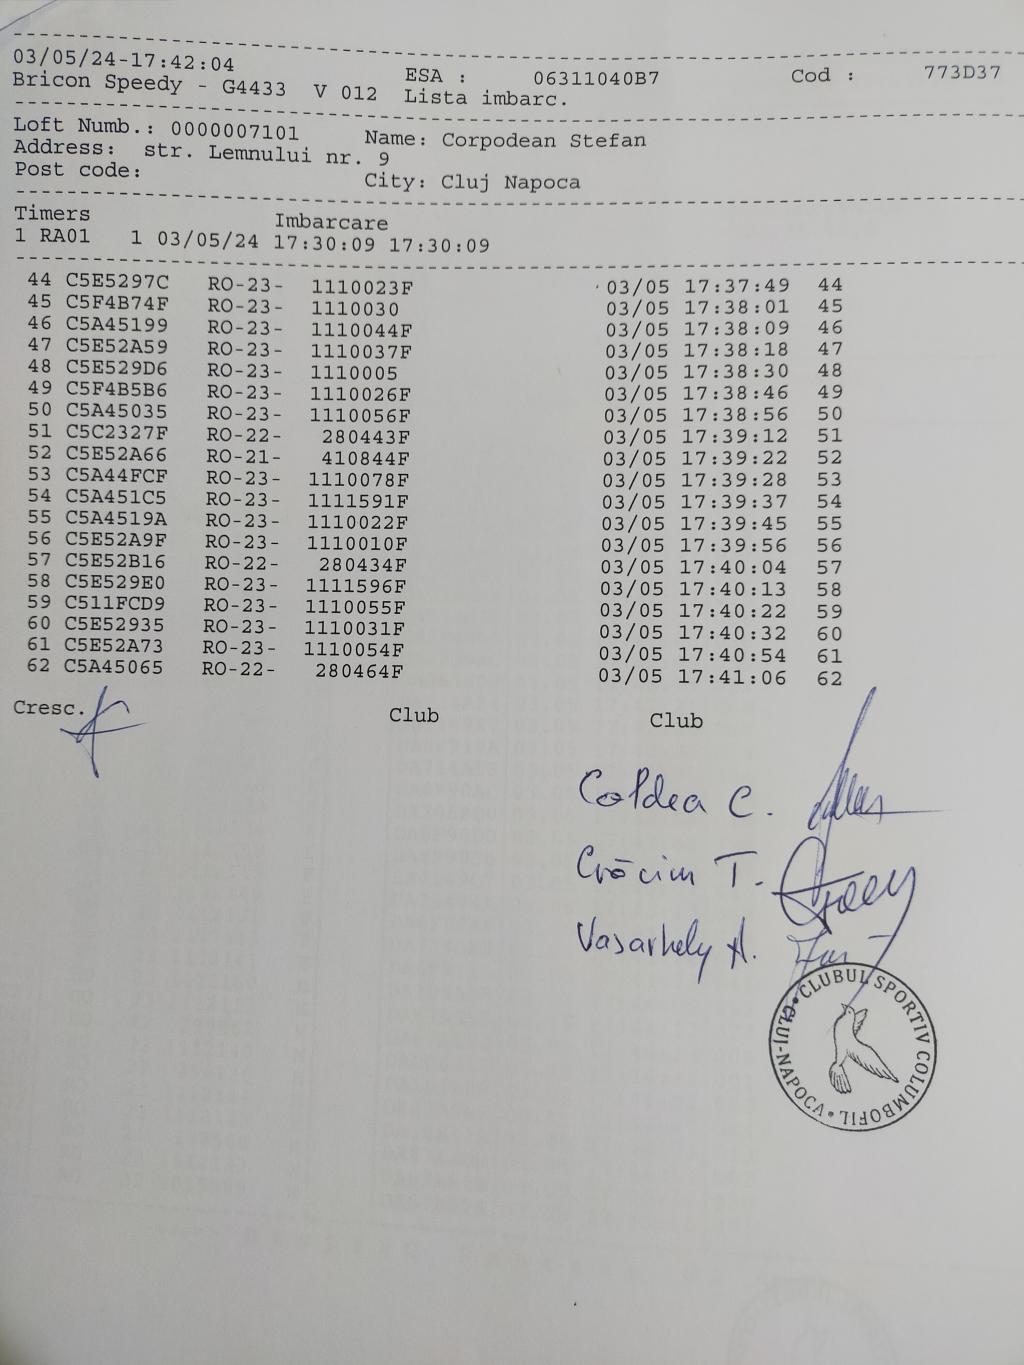 03/05/24-17:42:04 ESA : 06311040B7 Cod : 773D37
Bricon Speedy - G4433 V 012 Lista imbarc.
Loft Numb.: 0000007101 Name: Corpodean Stefan
Address: str. Lemnului nr. 9
Post code: City: Cluj Napoca
Timers Imbarcare
1 RA01 1 03/05/24 17:30:09 17:30:09
44 C5E5297C RO-23- 1110023F 03/05 17:37:49 44
45 C5F4B74F RO-23- 1110030 03/05 17:38:01 45
46 C5A45199 RO-23- 1110044F 03/05 17:38:09 46
47 C5E52A59 RO-23- 1110037F 03/05 17:38:18 47
48 C5E529D6 RO-23- 1110005 03/05 17:38:30 48
49 C5F4B5B6 RO-23- 1110026F 03/05 17:38:46 49
50 C5A45035 RO-23- 1110056F 03/05 17:38:56 50
51 C5C2327F RO-22- 280443F 03/05 17:39:12 51
52 C5E52A66 RO-21- 410844F 03/05 17:39:22 52
53 C5A44FCF RO-23- 1110078F 03/05 17:39:28 53
54 C5A451C5 RO-23- 1111591F 03/05 17:39:37 54
55 C5A4519A RO-23- 1110022F 03/05 17:39:45 55
56 C5E52A9F RO-23- 1110010F 03/05 17:39:56 56
57 C5E52B16 RO-22- 280434F 03/05 17:40:04 57
58 C5E529E0 RO-23- 1111596F 03/05 17:40:13 58
59 C511FCD9 RO-23- 1110055F 03/05 17:40:22 59
60 C5E52935 RO-23- 1110031F 03/05 17:40:32 60
61 C5E52A73 RO-23- 1110054F 03/05 17:40:54 61
62 C5A45065 RO-22- 280464F 03/05 17:41:06 62
Cresc. Club Club
Coldea C.
Crăcim T.
Vasarhely A.
CLUBUL SPORTIV COLUMBOFIL • CLUJ-NAPOCA •